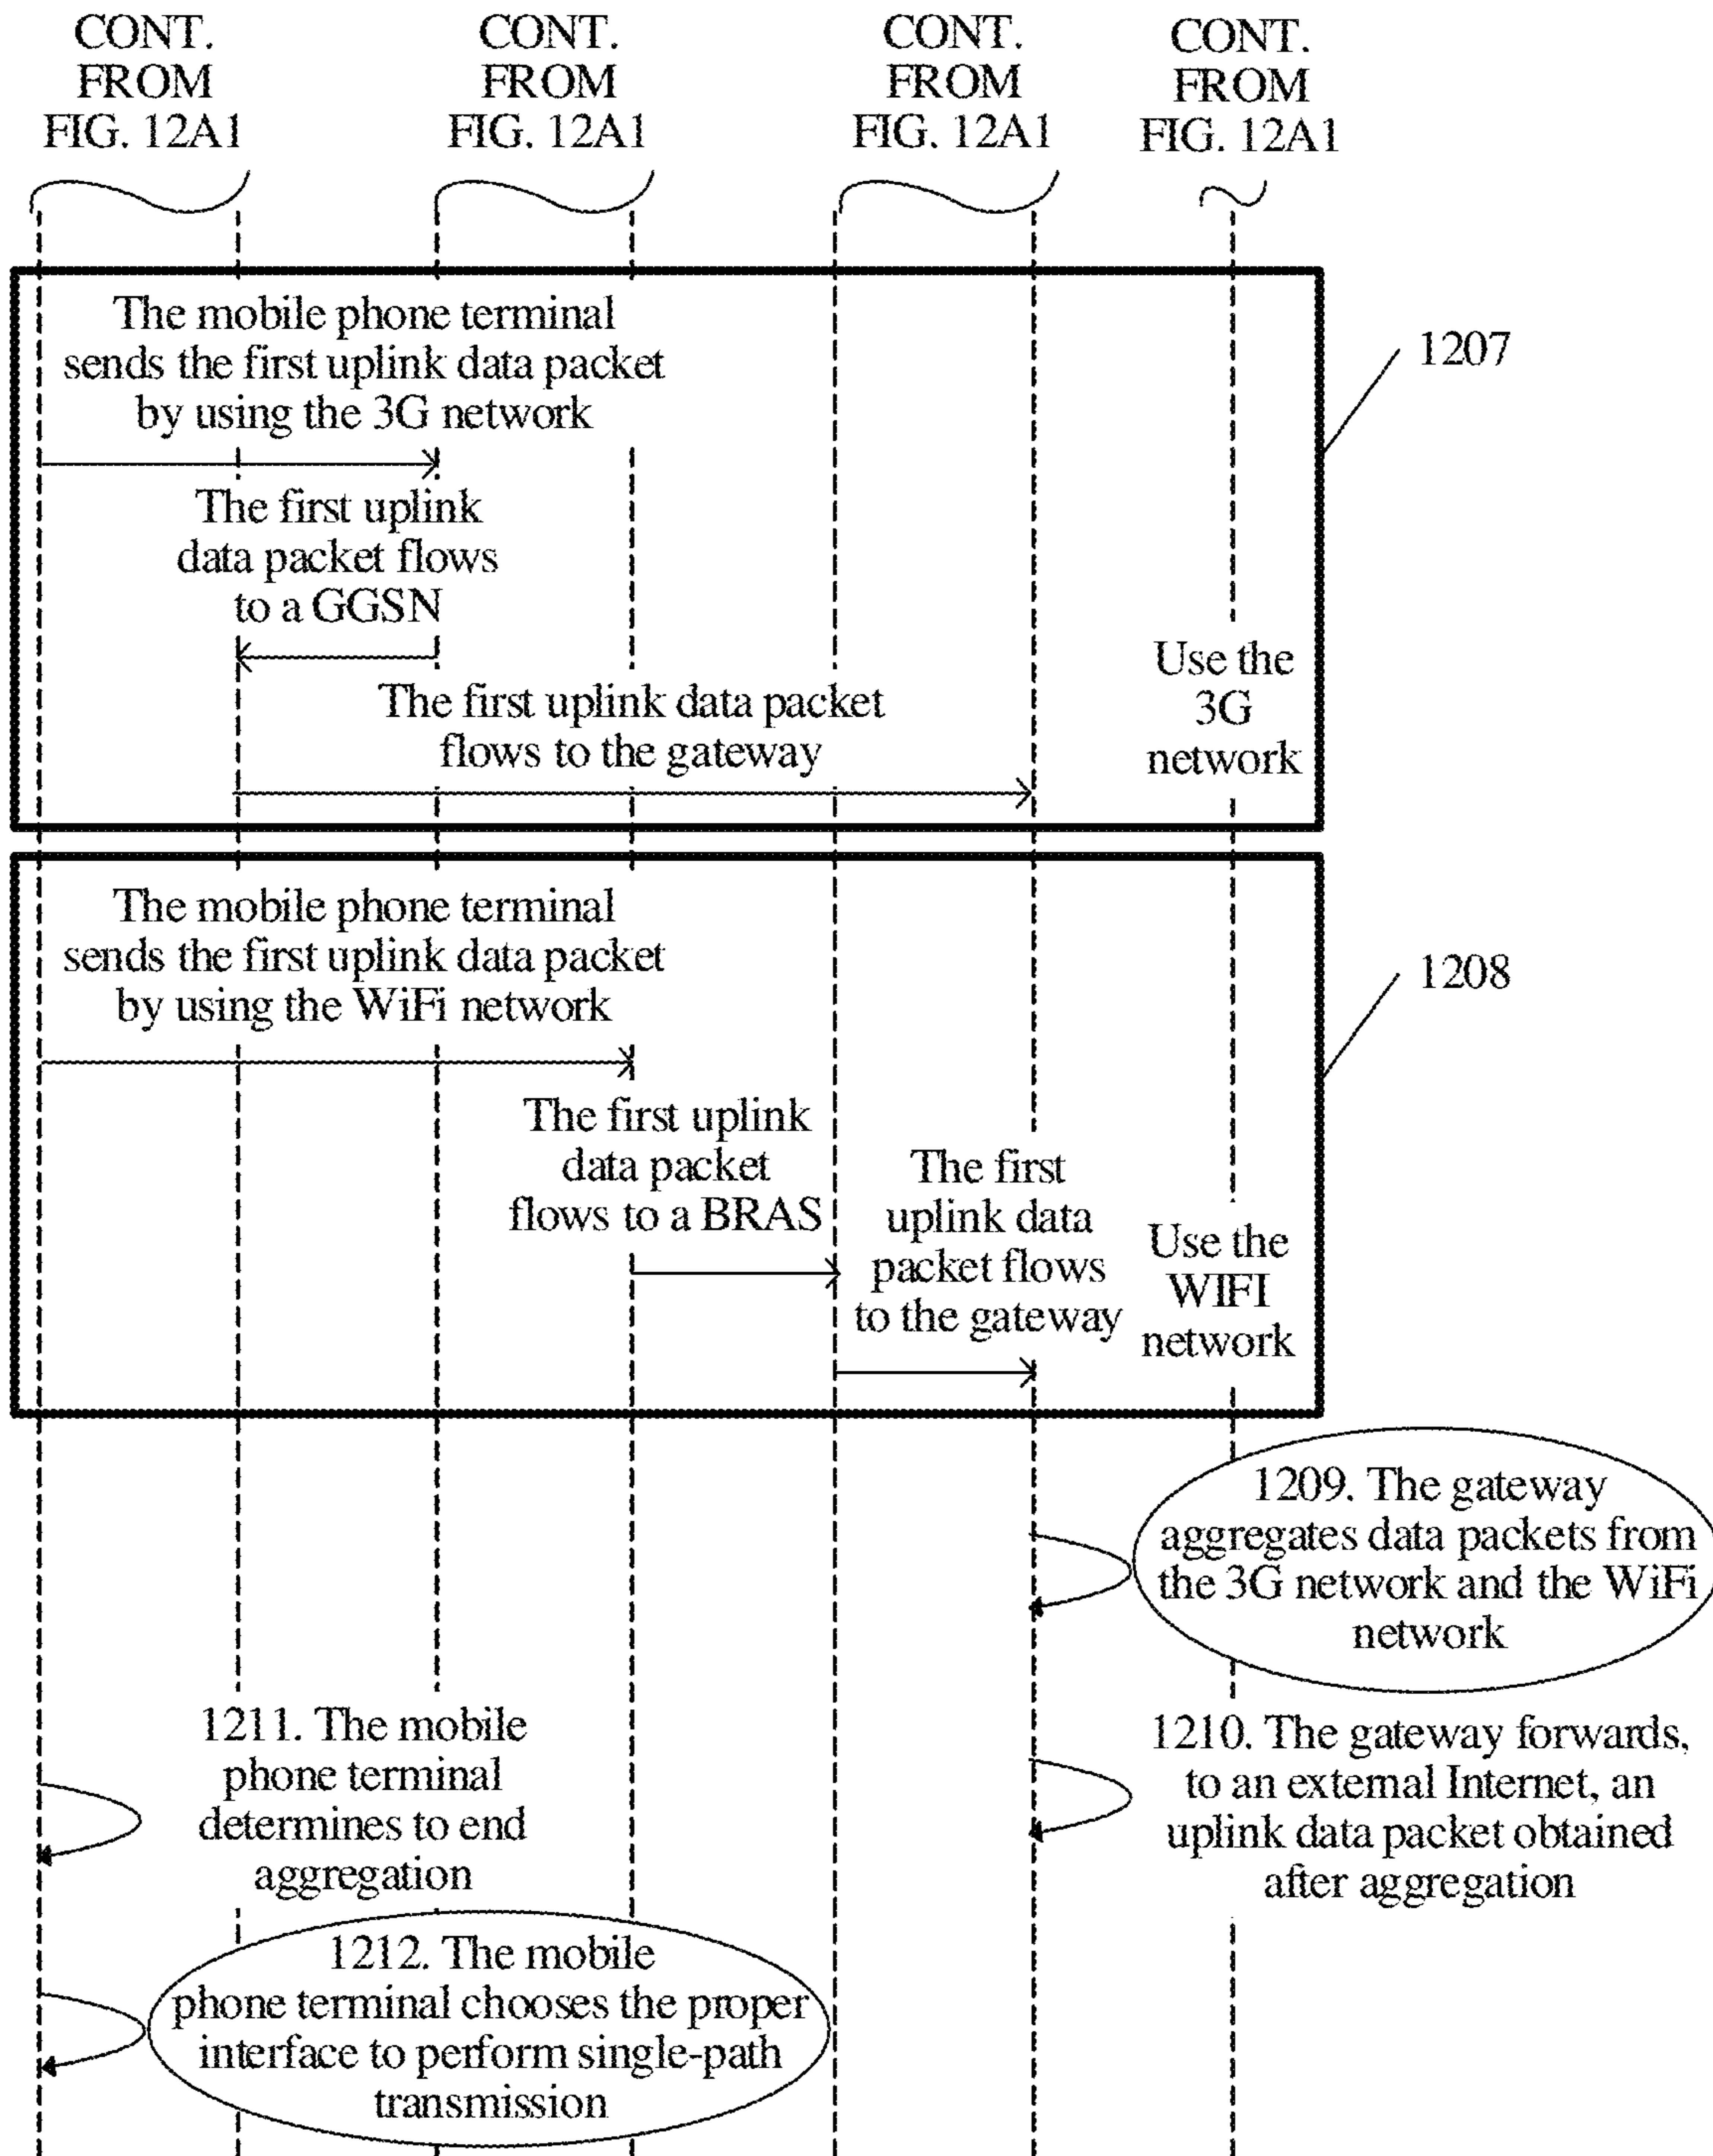 CONT.
FROM
FIG. 12A1
CONT.
FROM
FIG. 12A1
CONT.
FROM
FIG. 12A1
CONT.
FROM
FIG. 12A1
The mobile phone terminal
sends the first uplink data packet
by using the 3G network
1207
The first uplink
data packet flows
to a GGSN
The first uplink data packet
flows to the gateway
Use the
3G
network
The mobile phone terminal
sends the first uplink data packet
by using the WiFi network
1208
The first uplink
data packet
flows to a BRAS
The first
uplink data
packet flows
to the gateway
Use the
WIFI
network
1209. The gateway
aggregates data packets from
the 3G network and the WiFi
network
1210. The gateway forwards,
to an external Internet, an
uplink data packet obtained
after aggregation
1211. The mobile
phone terminal
determines to end
aggregation
1212. The mobile
phone terminal chooses the proper
interface to perform single-path
transmission